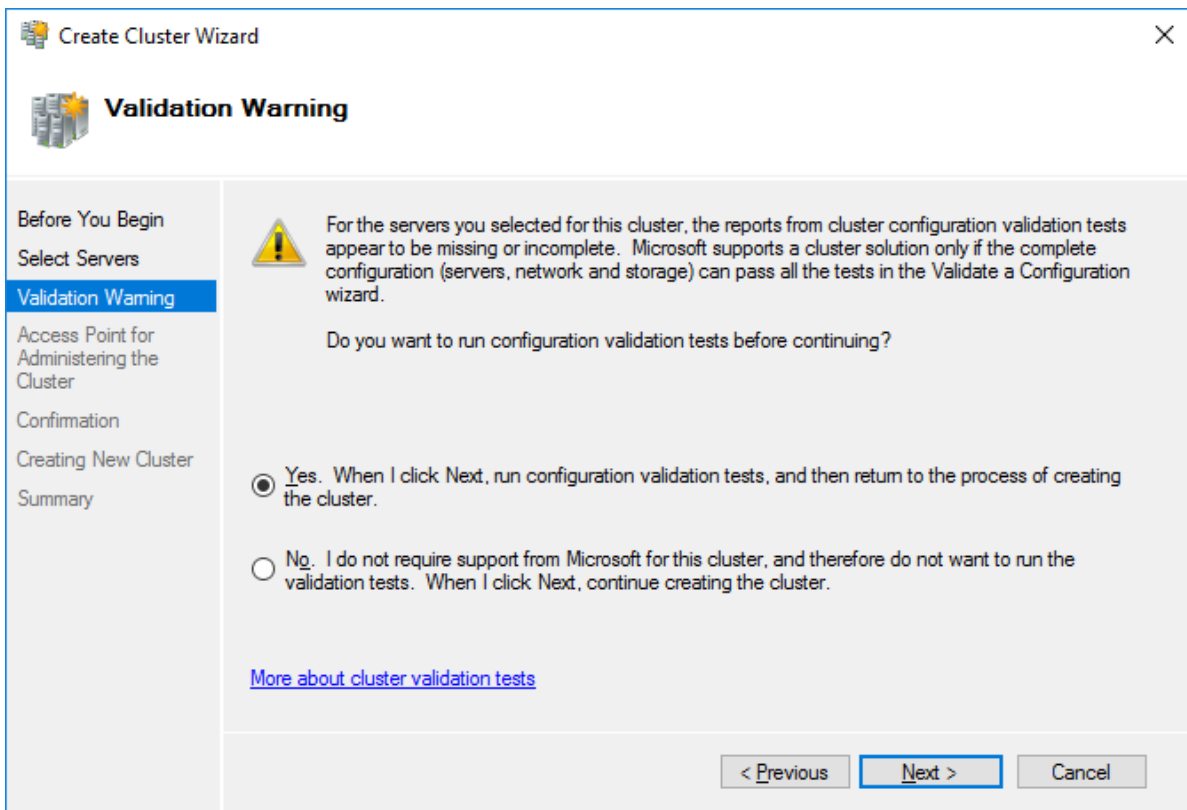 Create Cluster Wizard
Validation Warning
Before You Begin
Select Servers
Validation Warning
Access Point for
Administering the
Cluster
Confirmation
Creating New Cluster
Summary
For the servers you selected for this cluster, the reports from cluster configuration validation tests
appear to be missing or incomplete.  Microsoft supports a cluster solution only if the complete
configuration (servers, network and storage) can pass all the tests in the Validate a Configuration
wizard.
Do you want to run configuration validation tests before continuing?
Yes.  When I click Next, run configuration validation tests, and then return to the process of creating
the cluster.
No.  I do not require support from Microsoft for this cluster, and therefore do not want to run the
validation tests.  When I click Next, continue creating the cluster.
More about cluster validation tests
< Previous
Next >
Cancel